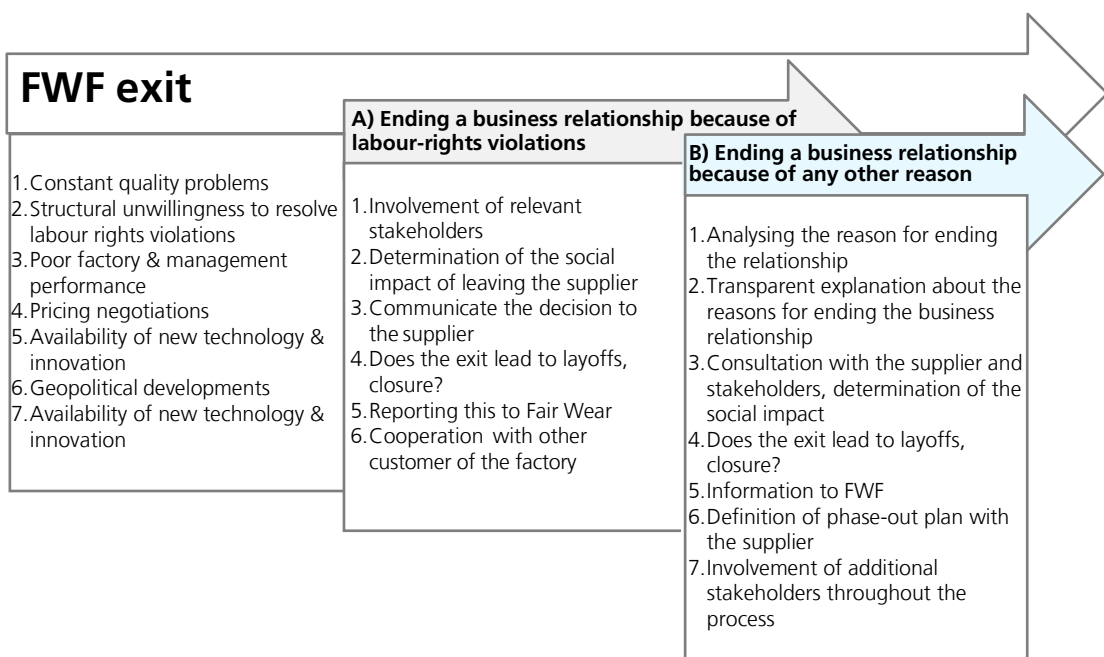 FWF exit
1.Constant quality problems
2.Structural unwillingness to resolve
labour rights violations
3.Poor factory & management
performance
4.Pricing negotiations
5.Availability of new technology &
innovation
6.Geopolitical developments
7.Availability of new technology &
innovation
A) Ending a business relationship because of
labour-rights violations
1.Involvement of relevant
stakeholders
2.Determination of the social
impact of leaving the supplier
3.Communicate the decision to
the supplier
4.Does the exit lead to layoffs,
closure?
5.Reporting this to Fair Wear
6.Cooperation with other
customer of the factory
B) Ending a business relationship
because of any other reason
1.Analysing the reason for ending
the relationship
2.Transparent explanation about the
reasons for ending the business
relationship
3.Consultation with the supplier and
stakeholders, determination of the
social impact
4.Does the exit lead to layoffs,
closure?
5.Information to FWF
6.Definition of phase-out plan with
the supplier
7.Involvement of additional
stakeholders throughout the
process